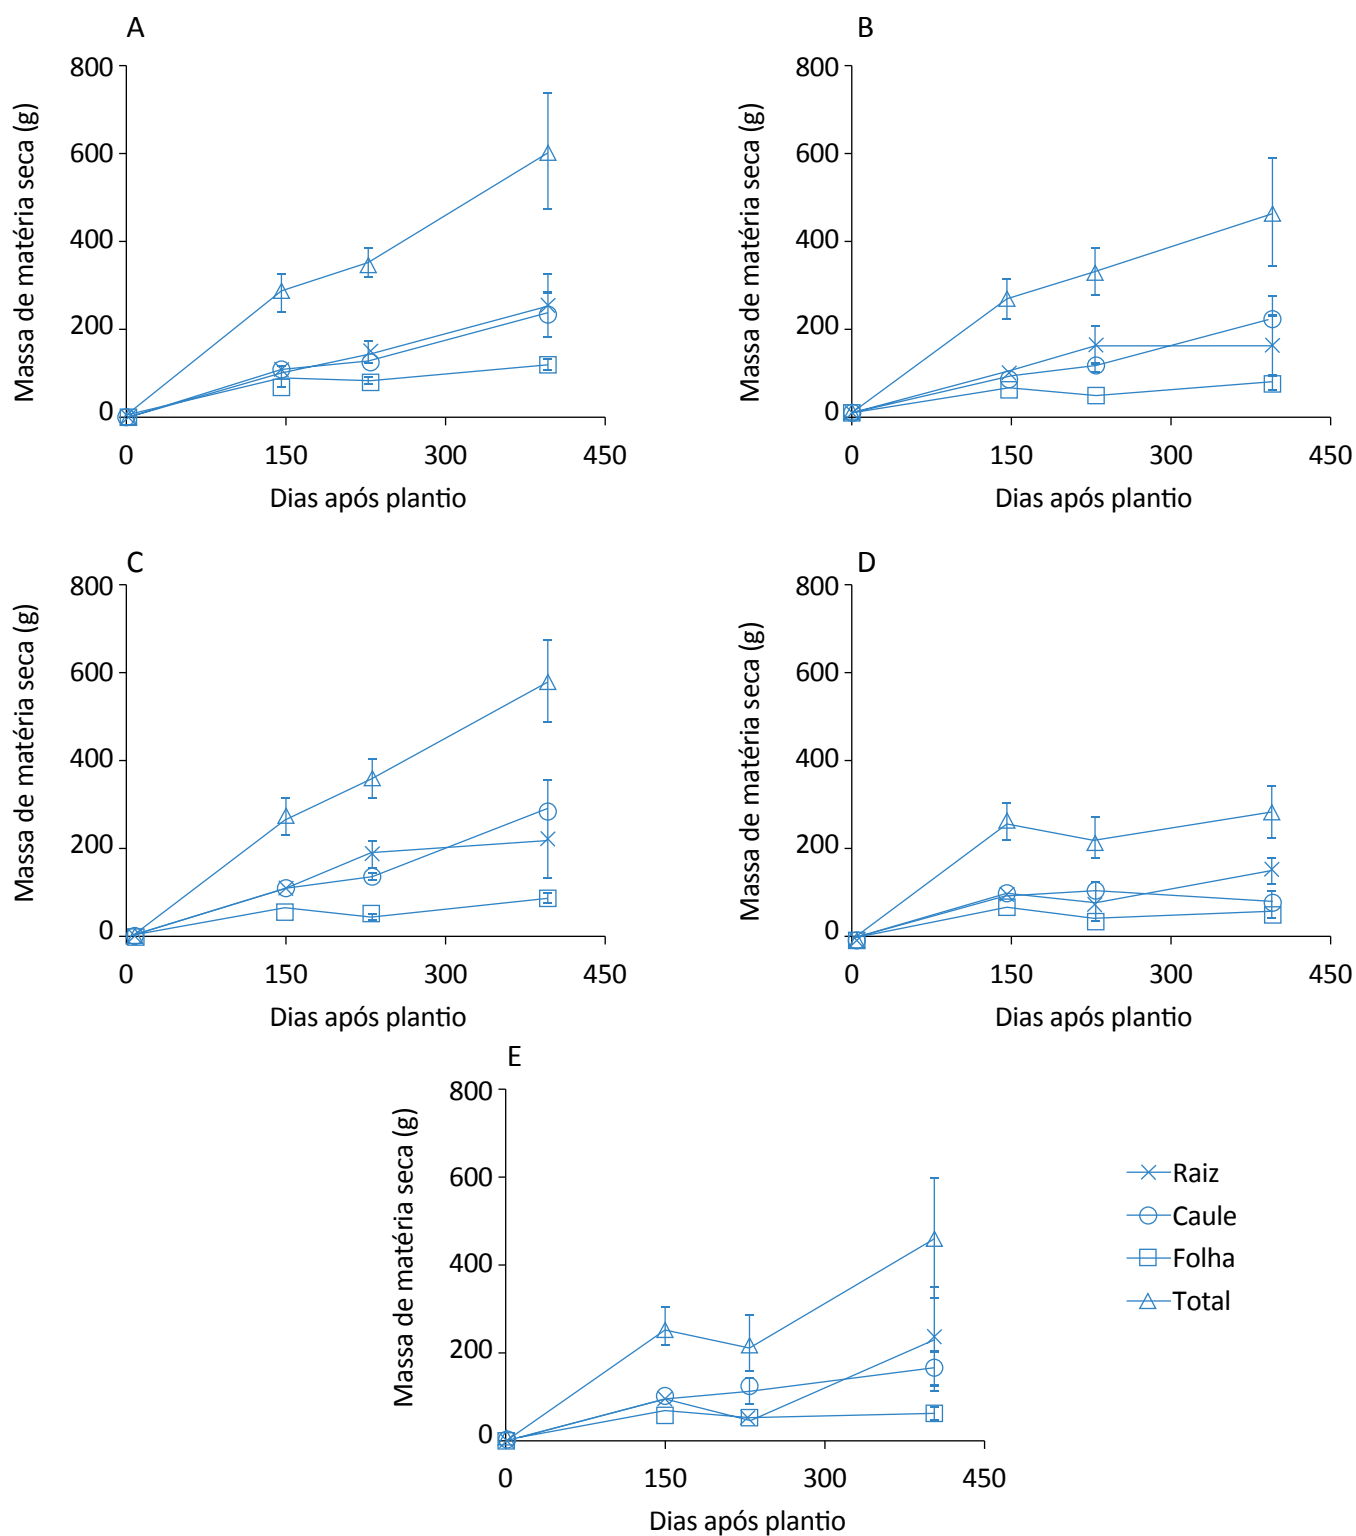 A
Massa de matéria seca (g)
800
600
400
200
0
0 150 300 450
Dias após plantio
B
Massa de matéria seca (g)
800
600
400
200
0
0 150 300 450
Dias após plantio
C
Massa de matéria seca (g)
800
600
400
200
0
0 150 300 450
Dias após plantio
D
Massa de matéria seca (g)
800
600
400
200
0
0 150 300 450
Dias após plantio
E
Massa de matéria seca (g)
800
600
400
200
0
0 150 300 450
Dias após plantio
Raiz
Caule
Folha
Total